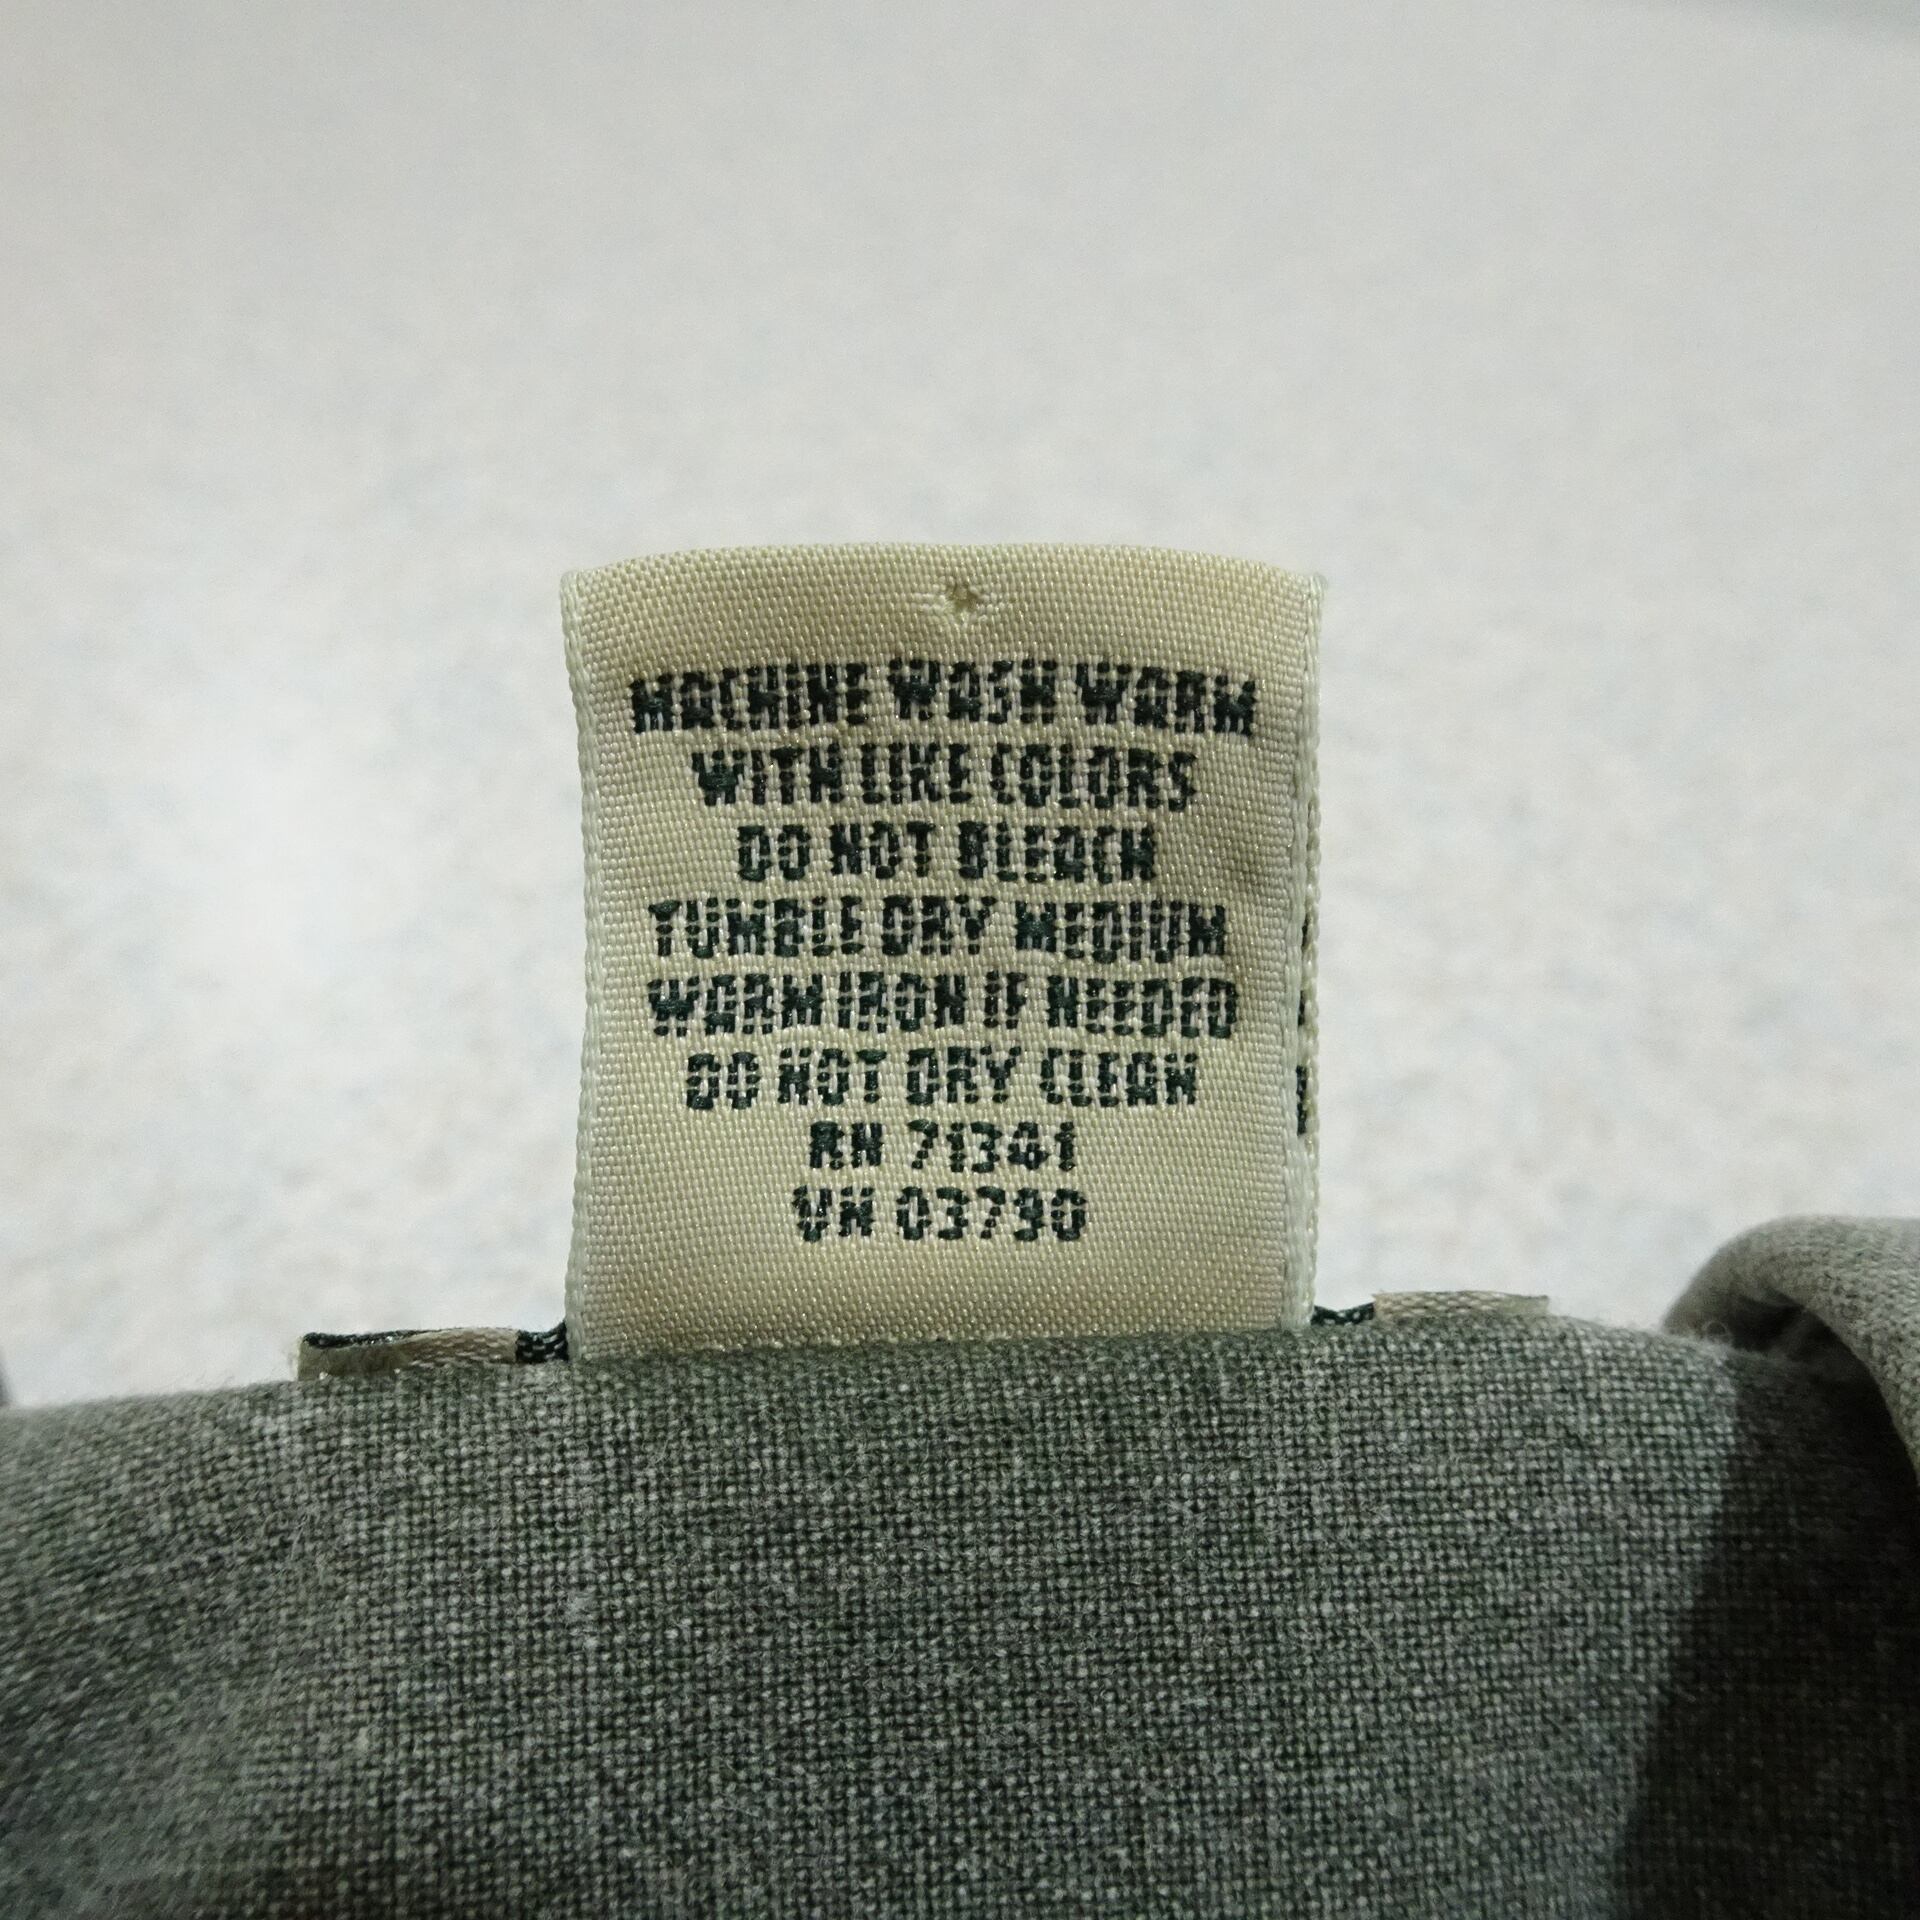 MACHINE WASH WARM
WITH LIKE COLORS
DO NOT BLEACH
TUMBLE DRY MEDIUM
WARM IRON IF NEEDED
DO NOT DRY CLEAN
RN 71341
VN 03790